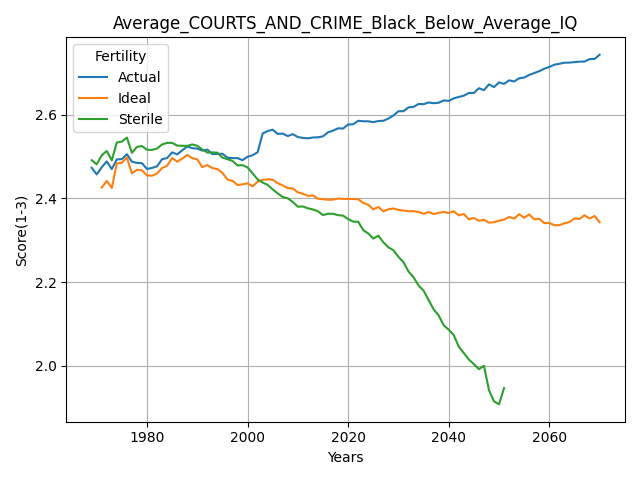 Average_COURTS_AND_CRIME_Black_Below_Average_IQ
Fertility
Actual
Ideal
Sterile
Score(1-3)
2.6
2.4
2.2
2.0
1980
2000
2020
2040
2060
Years